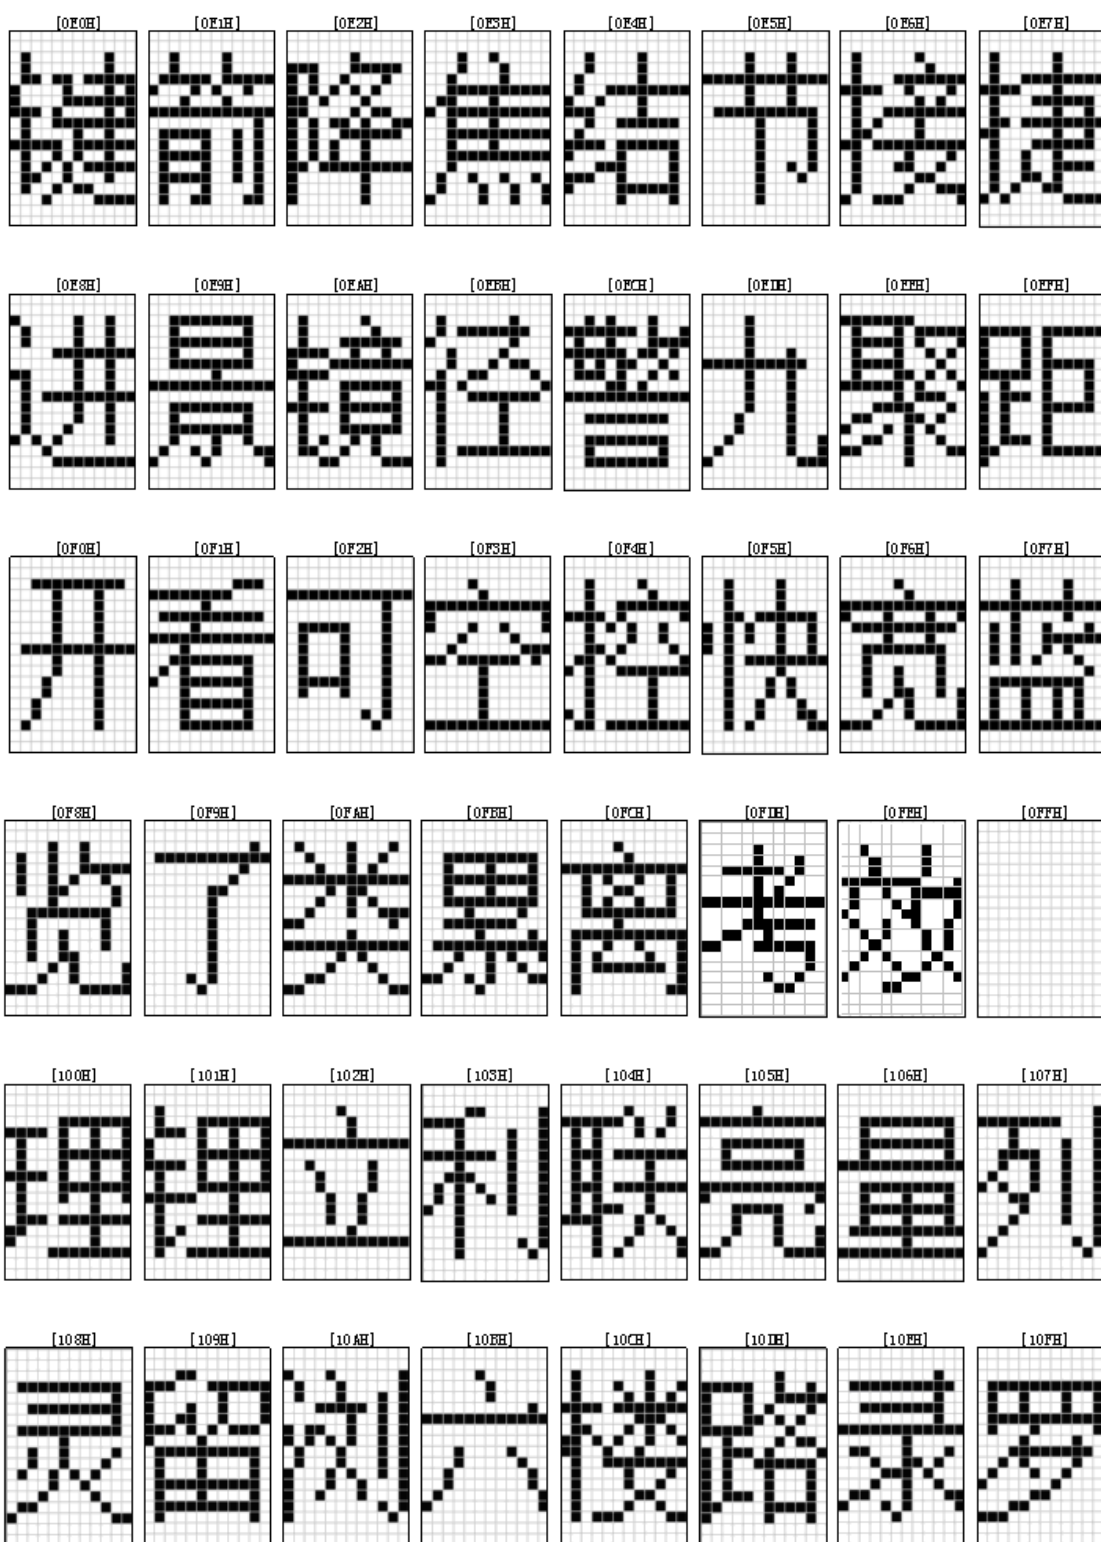 [0E0H] [0E1H] [0E2H] [0E3H] [0E4H] [0E5H] [0E6H] [0E7H]
键 箭 降 焦 结 节 接 捷
[0E8H] [0E9H] [0EAH] [0EBH] [0ECH] [0EDH] [0EEH] [0EFH]
进 景 镜 径 警 九 聚 距
[0F0H] [0F1H] [0F2H] [0F3H] [0F4H] [0F5H] [0F6H] [0F7H]
开 看 可 空 控 快 宽 监
[0F8H] [0F9H] [0FAH] [0FBH] [0FCH] [0FDH] [0FEH] [0FFH]
览 了 类 累 离
[100H] [101H] [102H] [103H] [104H] [105H] [106H] [107H]
理 锂 立 利 联 亮 量 列
[108H] [109H] [10AH] [10BH] [10CH] [10DH] [10EH] [10FH]
灵 留 浏 六 楼 路 录 罗